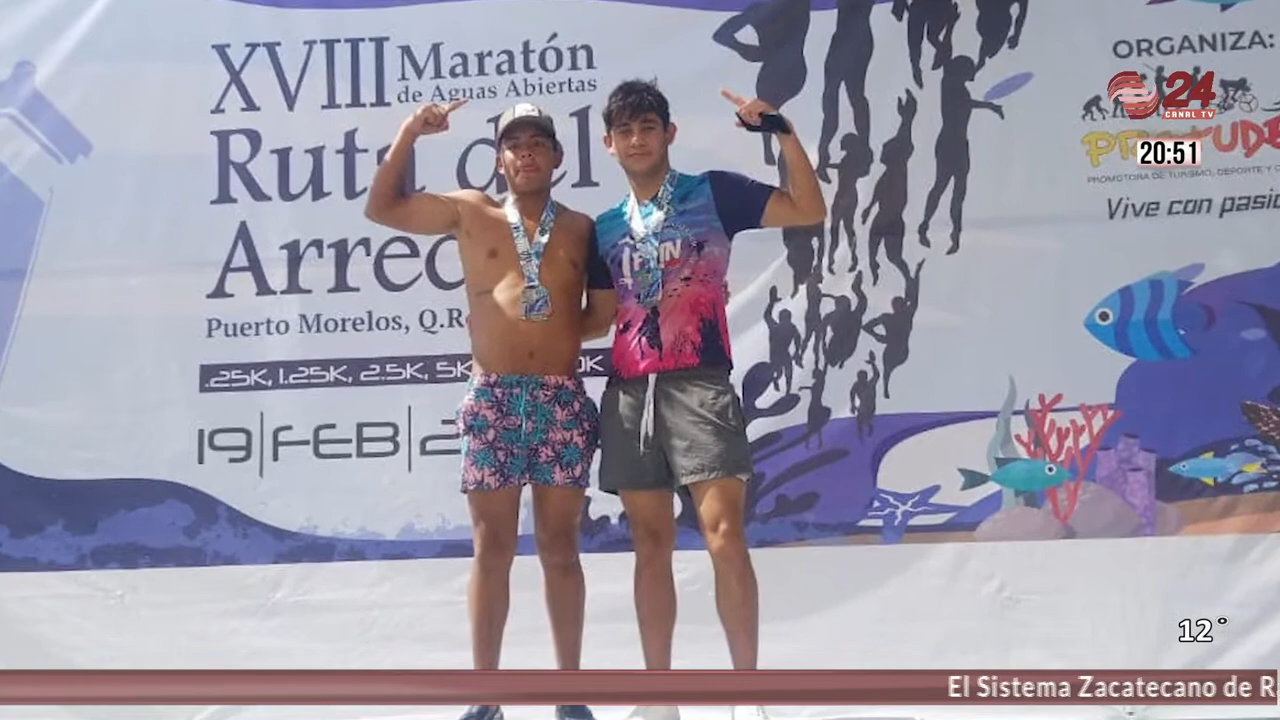 XVIII Maratón
de Aguas Abiertas
Ruta del
Arrec
Puerto Morelos, Q.R
.25K, 1.25K, 2.5K, 5K
19|FEB|2
ORGANIZA:
24
CANAL TV
20:51
PROMOTORA DE TURISMO, DEPORTE Y
Vive con pasió
12°
El Sistema Zacatecano de R